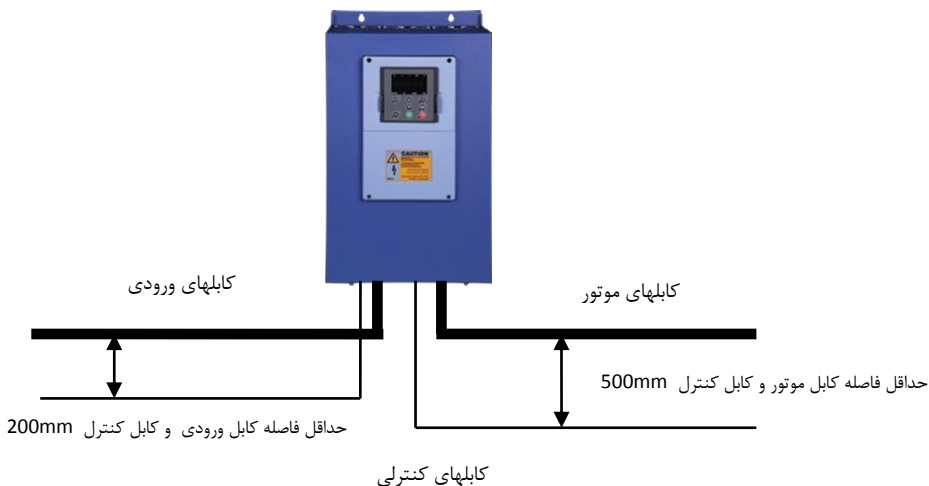 CAUTION
کابلهای ورودی
کابلهای موتور
حداقل فاصله کابل موتور و کابل کنترل 500mm
حداقل فاصله کابل ورودی و کابل کنترل 200mm
کابلهای کنترلی